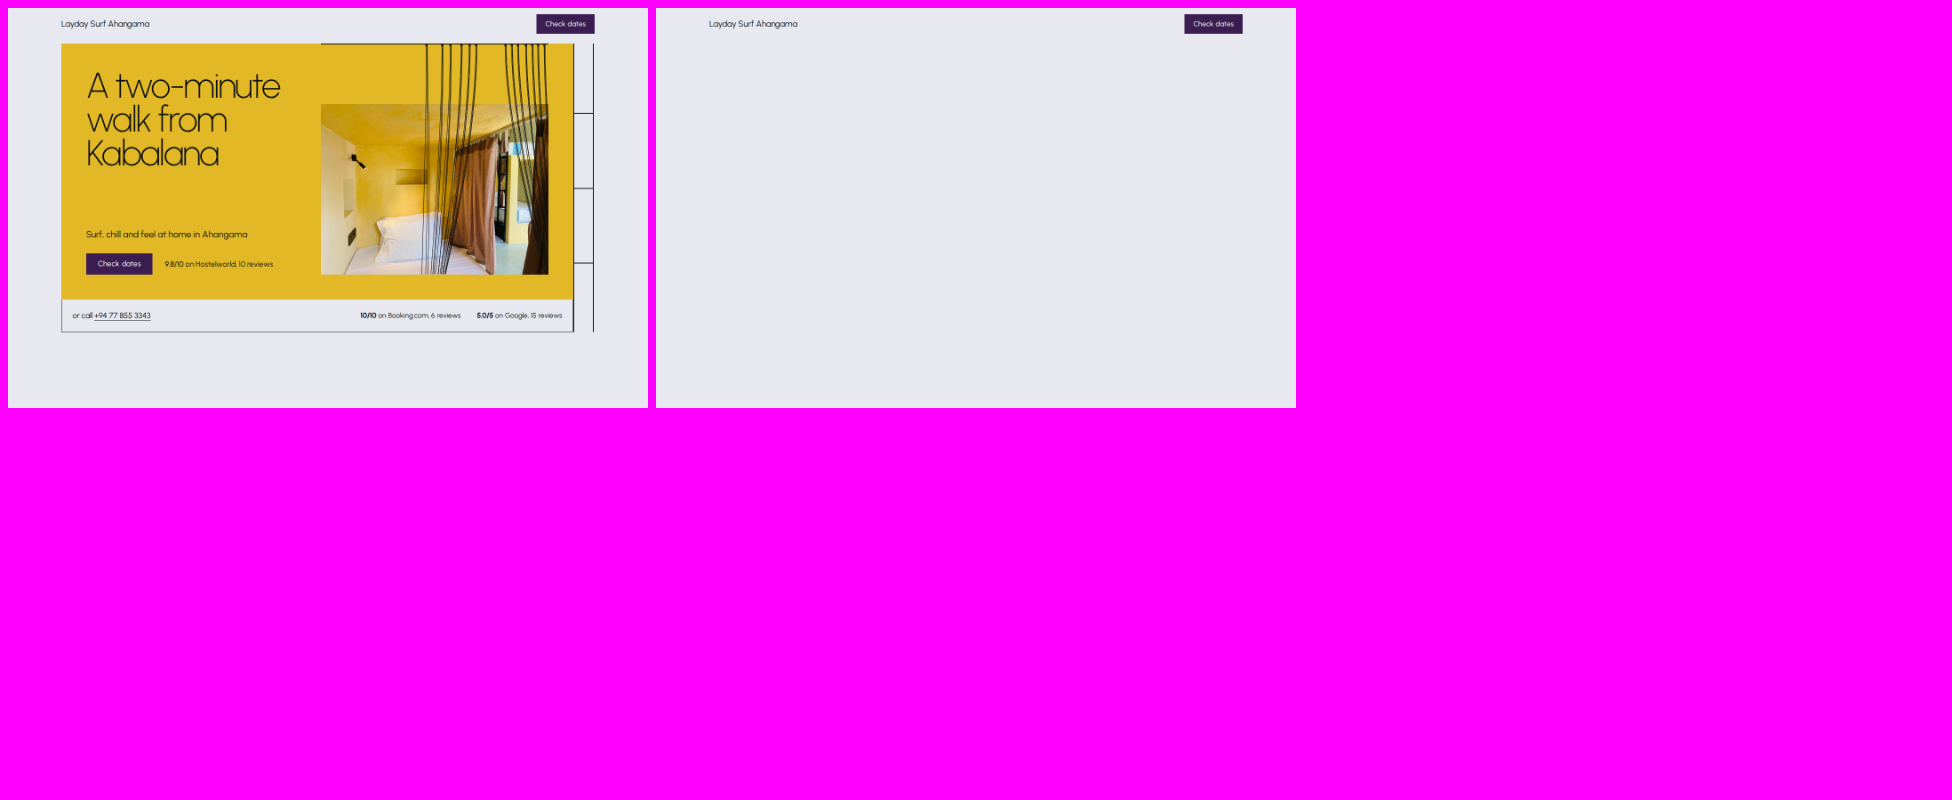 Layday Surf Ahangama
Check dates
A two-minute
walk from
Kabalana
Surf, chill and feel at home in Ahangama
Check dates
9.8/10 on Hostelworld, 10 reviews
or call +94 77 855 3343
10/10 on Booking.com, 6 reviews
5.0/5 on Google, 15 reviews
Layday Surf Ahangama
Check dates